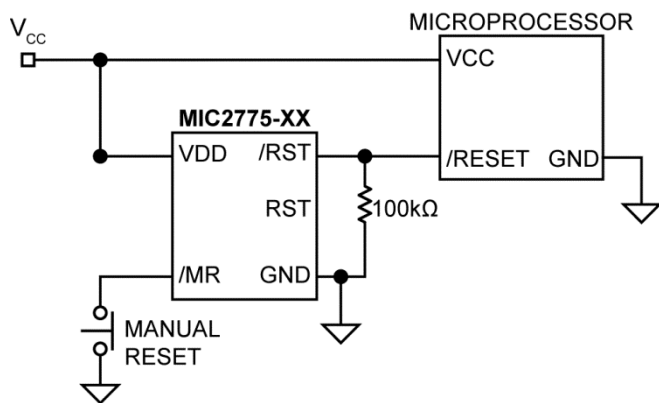 MICROPROCESSOR
VCC
VCC
MIC2775-XX
VDD /RST
/RESET GND
RST
100kΩ
/MR GND
MANUAL
RESET